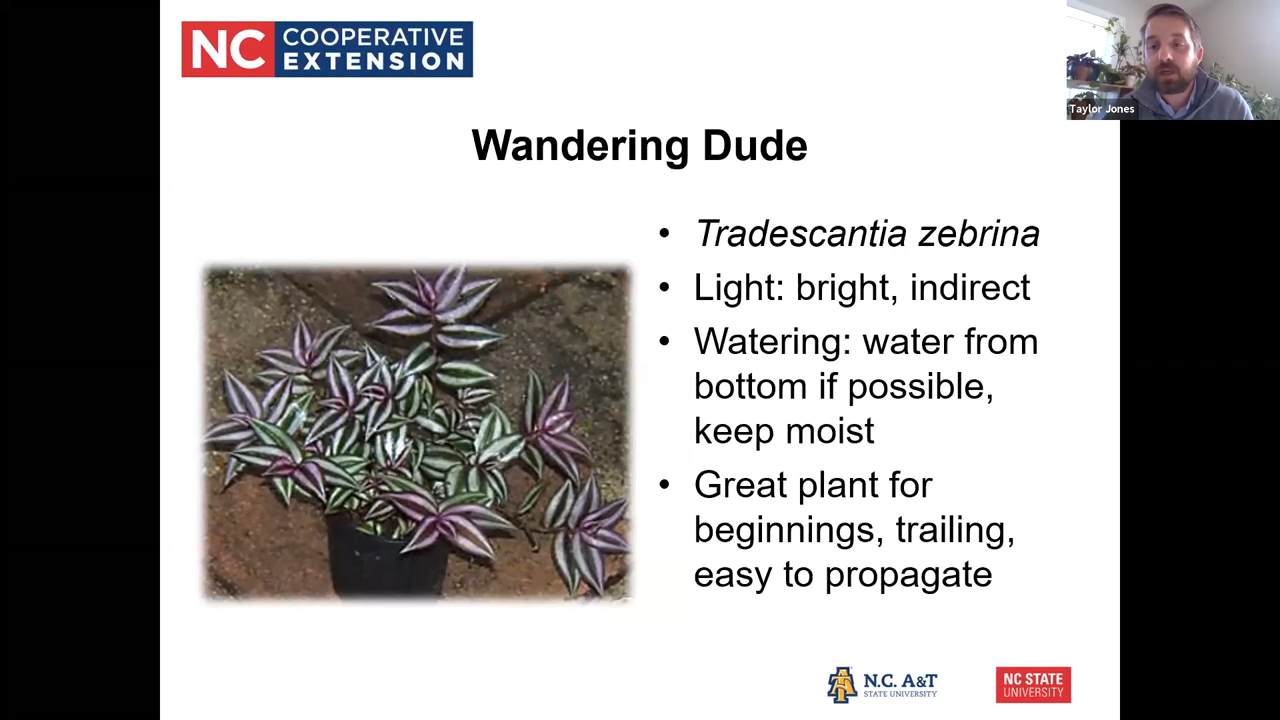 NC COOPERATIVE
EXTENSION
Taylor Jones
Wandering Dude
• Tradescantia zebrina
• Light: bright, indirect
• Watering: water from
bottom if possible,
keep moist
• Great plant for
beginnings, trailing,
easy to propagate
N.C. A&T
STATE UNIVERSITY
NC STATE
UNIVERSITY